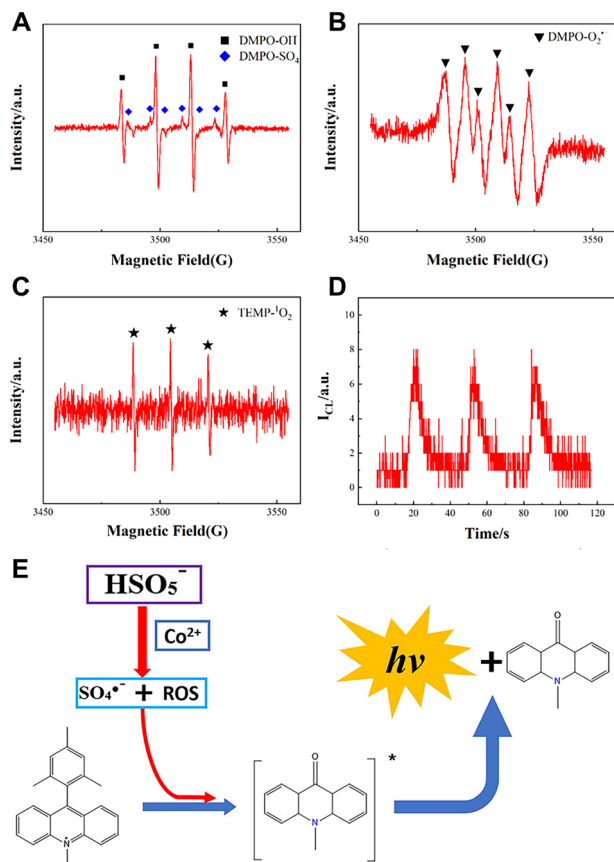 A
■ DMPO-OH
◆ DMPO-SO₄
Intensity/a.u.
3450 3500 3550
Magnetic Field(G)
B
▼ DMPO-O₂•⁻
Intensity/a.u.
3450 3500 3550
Magnetic Field(G)
C
★ TEMP-¹O₂
Intensity/a.u.
3450 3500 3550
Magnetic Field(G)
D
I_CL/a.u.
10
8
6
4
2
0
0 20 40 60 80 100 120
Time/s
E
HSO₅⁻
Co²⁺
SO₄•⁻ + ROS
hν
+
O
N
N
O
N
*